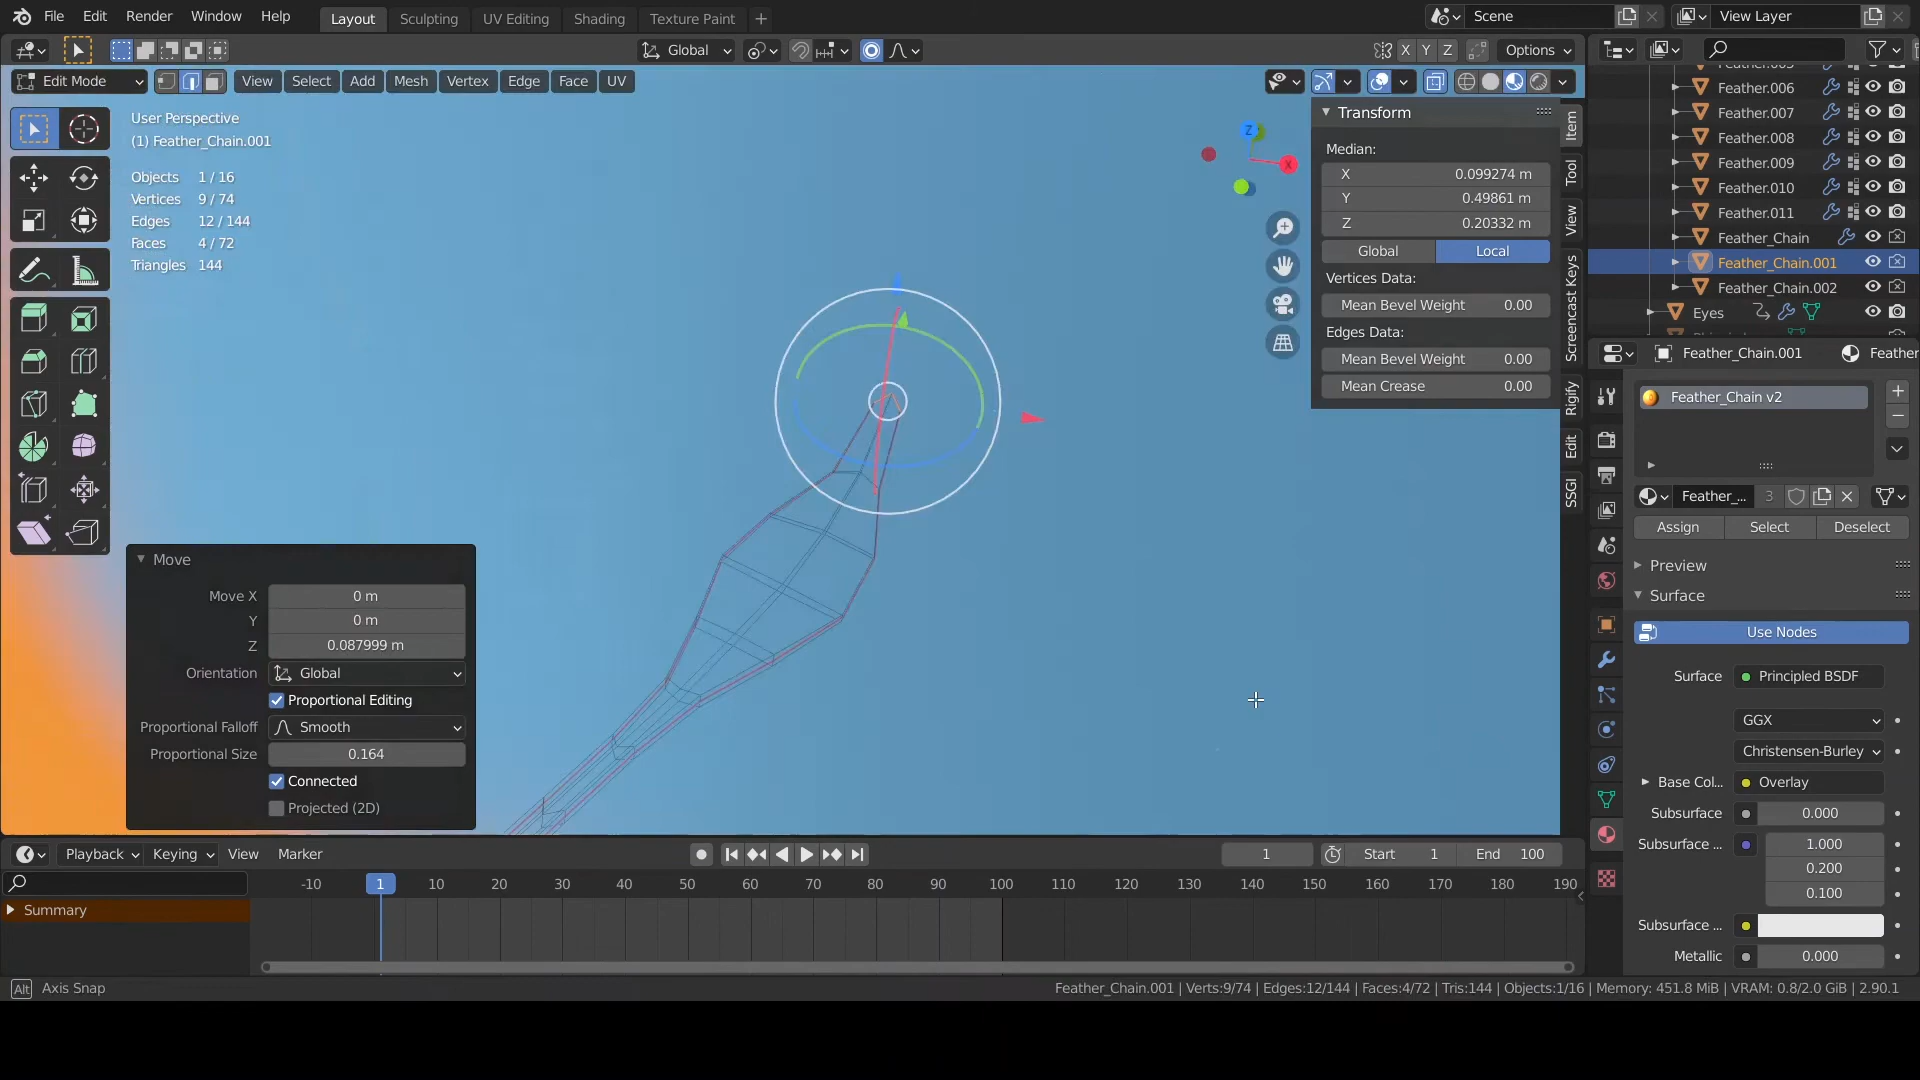 File Edit Render Window Help Layout Sculpting UV Editing Shading Texture Paint + Scene View Layer
Global X Y Z Options
Edit Mode View Select Add Mesh Vertex Edge Face UV
User Perspective
(1) Feather_Chain.001
Objects 1 / 16
Vertices 9 / 74
Edges 12 / 144
Faces 4 / 72
Triangles 144
Z
X
Transform
Median:
X 0.099274 m
Y 0.49861 m
Z 0.20332 m
Global Local
Vertices Data:
Mean Bevel Weight 0.00
Edges Data:
Mean Bevel Weight 0.00
Mean Crease 0.00
Item
Tool
View
Screencast Keys
Rigify
Edit
SSGI
Feather.006
Feather.007
Feather.008
Feather.009
Feather.010
Feather.011
Feather_Chain
Feather_Chain.001
Feather_Chain.002
Eyes
Feather_Chain.001 Feather
Feather_Chain v2
Feather_... 3
Assign Select Deselect
Preview
Surface
Use Nodes
Surface Principled BSDF
GGX
Christensen-Burley
Base Col... Overlay
Subsurface 0.000
Subsurface ... 1.000
0.200
0.100
Subsurface ...
Metallic 0.000
Move
Move X 0 m
Y 0 m
Z 0.087999 m
Orientation Global
Proportional Editing
Proportional Falloff Smooth
Proportional Size 0.164
Connected
Projected (2D)
Playback Keying View Marker 1 Start 1 End 100
-10 1 10 20 30 40 50 60 70 80 90 100 110 120 130 140 150 160 170 180 190
Summary
Alt Axis Snap
Feather_Chain.001 | Verts:9/74 | Edges:12/144 | Faces:4/72 | Tris:144 | Objects:1/16 | Memory: 451.8 MiB | VRAM: 0.8/2.0 GiB | 2.90.1